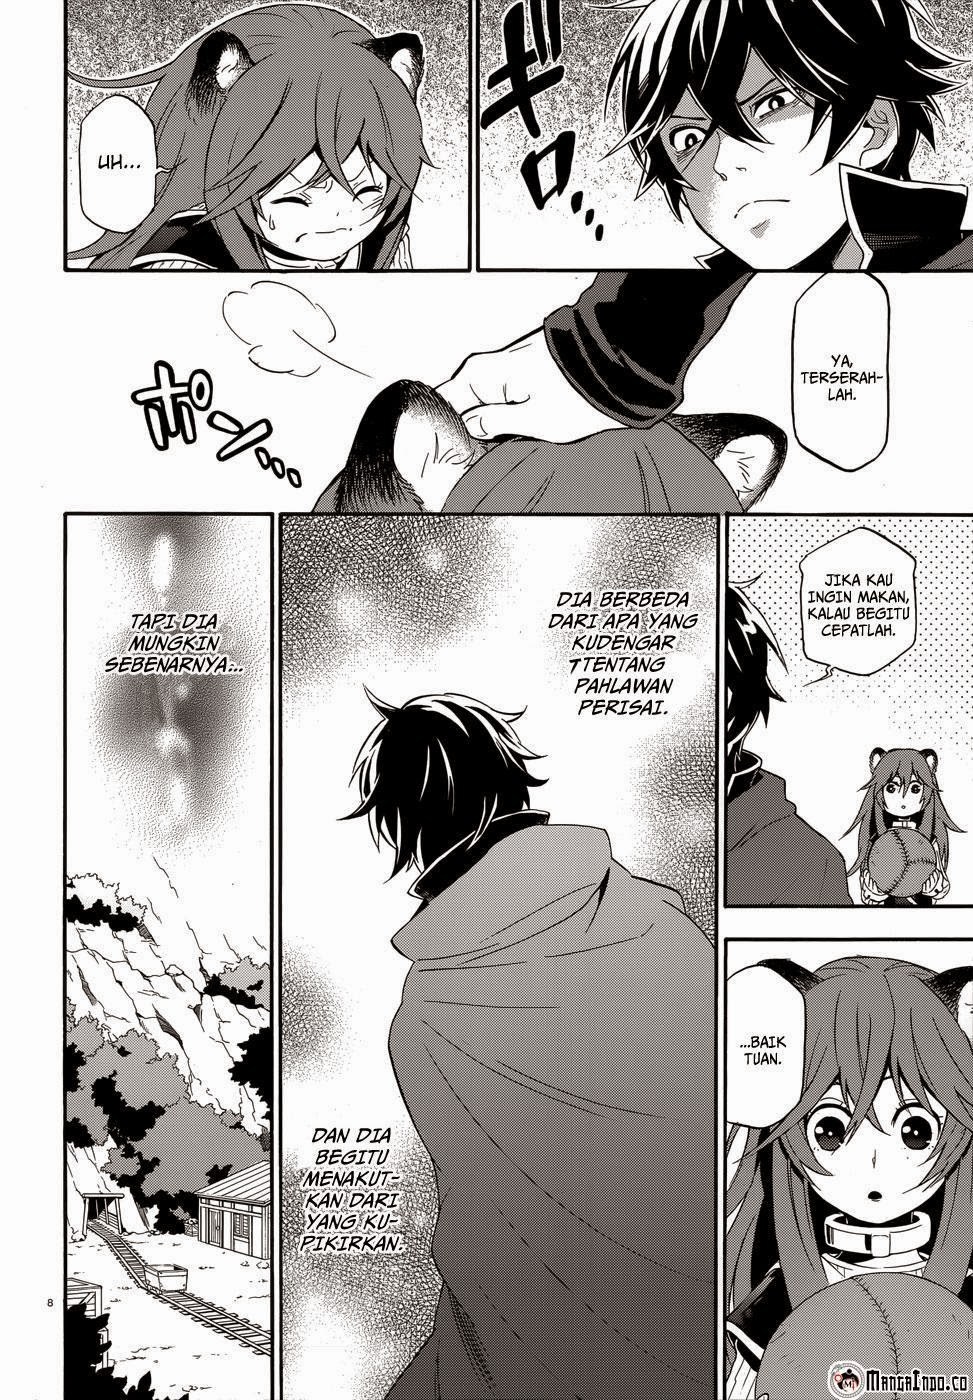 ゴゴ...
UH...
YA,
TERSERAH-
LAH.
ポン...
JIKA KAU
INGIN MAKAN,
KALAU BEGITU
CEPATLAH.
...BAIK
TUAN.
DIA BERBEDA
DARI APA YANG
KUDENGAR
TTENTANG
PAHLAWAN
PERISAI.
DAN DIA
BEGITU
MENAKUT-
KAN DARI
YANG KU-
PIKIRKAN.
TAPI DIA
MUNGKIN
SEBENARNYA...
8
MANGAINDO.CO